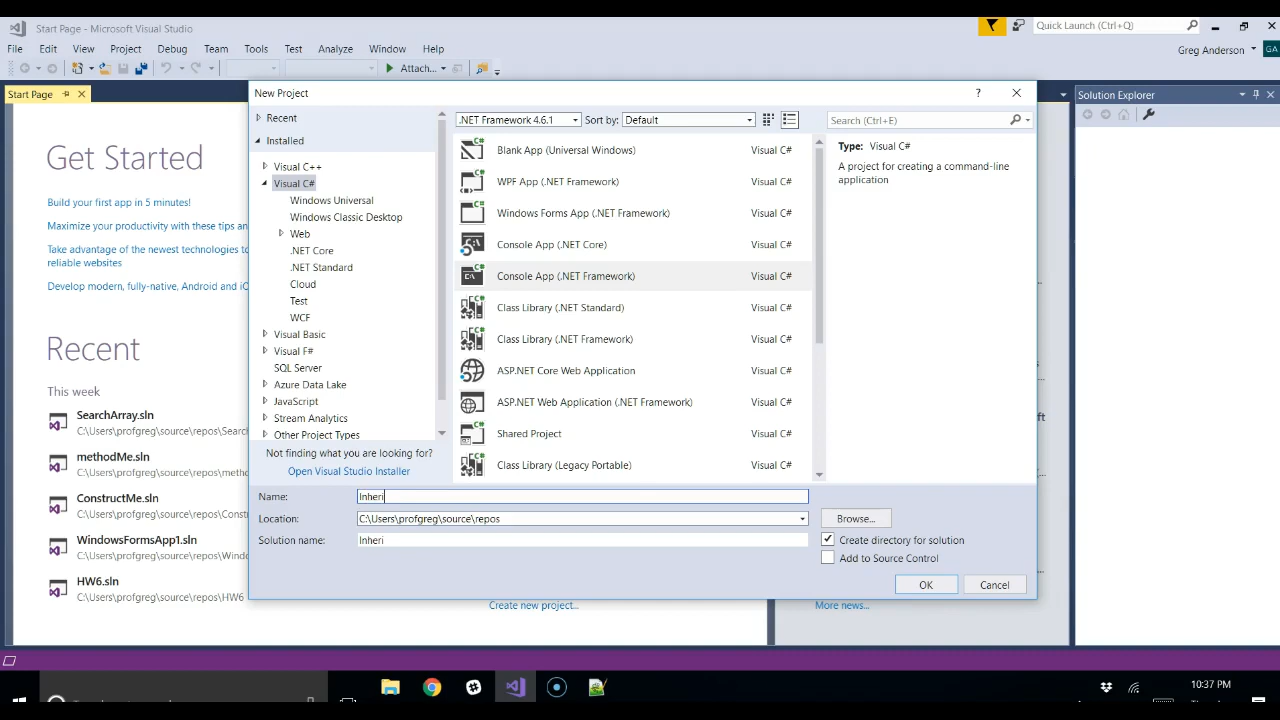 Start Page - Microsoft Visual Studio
Quick Launch (Ctrl+Q)
File Edit View Project Debug Team Tools Test Analyze Window Help
Greg Anderson GA
Attach...
Start Page
New Project
?
Solution Explorer
Get Started
Build your first app in 5 minutes!
Maximize your productivity with these tips an
Take advantage of the newest technologies to
reliable websites
Develop modern, fully-native, Android and iO
Recent
This week
SearchArray.sln
C:\Users\profgreg\source\repos\Search
methodMe.sln
C:\Users\profgreg\source\repos\metho
ConstructMe.sln
C:\Users\profgreg\source\repos\Constr
WindowsFormsApp1.sln
C:\Users\profgreg\source\repos\Windo
HW6.sln
C:\Users\profgreg\source\repos\HW6
Recent
Installed
Visual C++
Visual C#
Windows Universal
Windows Classic Desktop
Web
.NET Core
.NET Standard
Cloud
Test
WCF
Visual Basic
Visual F#
SQL Server
Azure Data Lake
JavaScript
Stream Analytics
Other Project Types
Not finding what you are looking for?
Open Visual Studio Installer
.NET Framework 4.6.1 Sort by: Default
Search (Ctrl+E)
Blank App (Universal Windows) Visual C#
WPF App (.NET Framework) Visual C#
Windows Forms App (.NET Framework) Visual C#
Console App (.NET Core) Visual C#
Console App (.NET Framework) Visual C#
Class Library (.NET Standard) Visual C#
Class Library (.NET Framework) Visual C#
ASP.NET Core Web Application Visual C#
ASP.NET Web Application (.NET Framework) Visual C#
Shared Project Visual C#
Class Library (Legacy Portable) Visual C#
Type: Visual C#
A project for creating a command-line
application
Name: Inheri
Location: C:\Users\profgreg\source\repos
Browse...
Solution name: Inheri
Create directory for solution
Add to Source Control
OK Cancel
Create new project...
More news...
10:37 PM